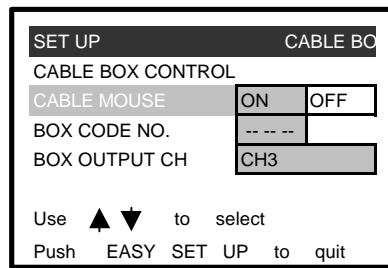 SET UP CABLE BO
CABLE BOX CONTROL
CABLE MOUSE ON OFF
BOX CODE NO. -- -- --
BOX OUTPUT CH CH3
Use ▲ ▼ to select
Push EASY SET UP to quit